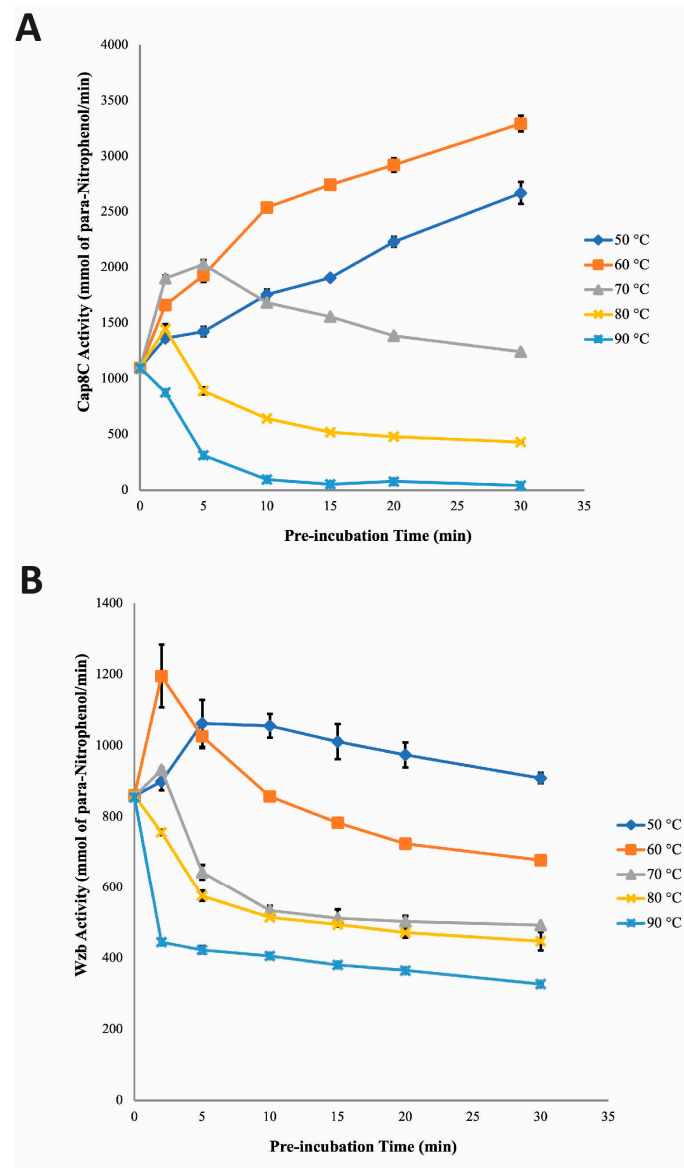 A
Cap8C Activity (mmol of para-Nitrophenol/min)
4000
3500
3000
2500
2000
1500
1000
500
0
0 5 10 15 20 25 30 35
Pre-incubation Time (min)
50 °C
60 °C
70 °C
80 °C
90 °C
B
Wzb Activity (mmol of para-Nitrophenol/min)
1400
1200
1000
800
600
400
200
0
0 5 10 15 20 25 30 35
Pre-incubation Time (min)
50 °C
60 °C
70 °C
80 °C
90 °C